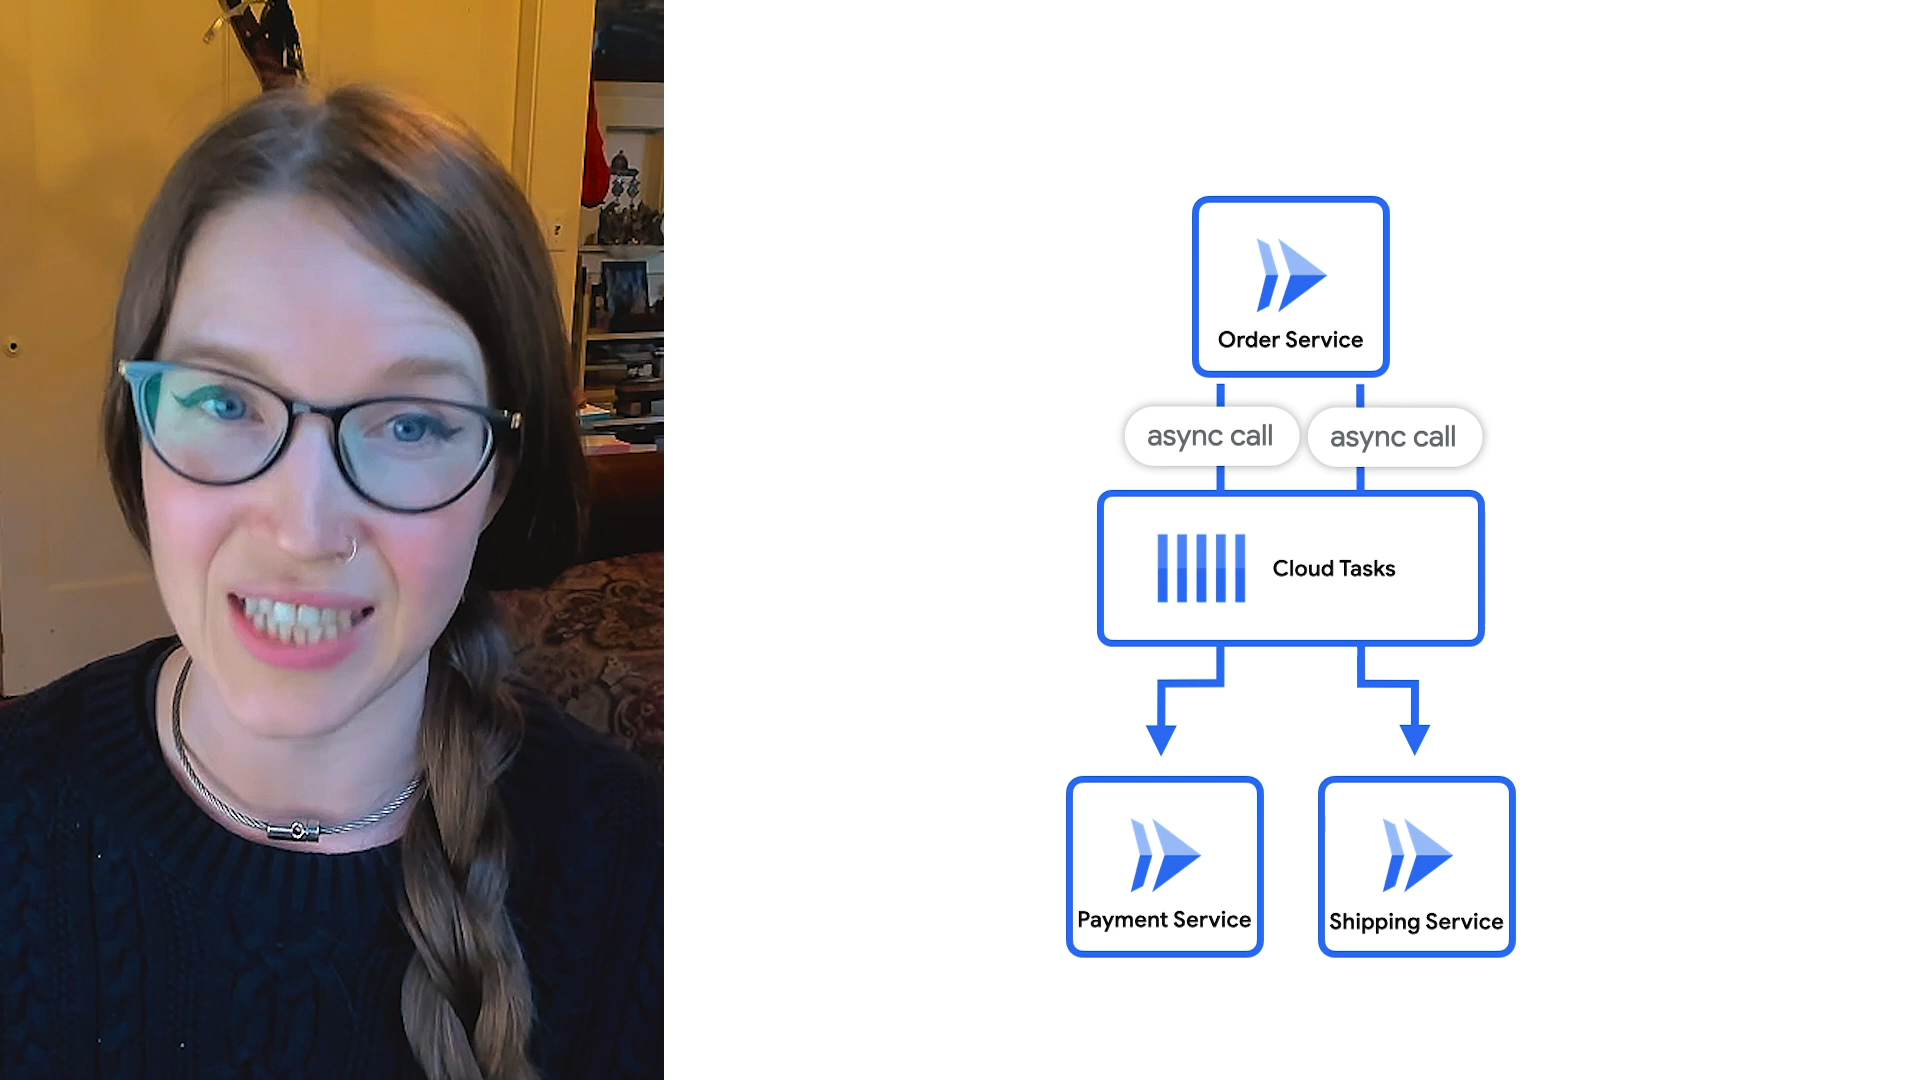 Order Service
async call
async call
Cloud Tasks
Payment Service
Shipping Service